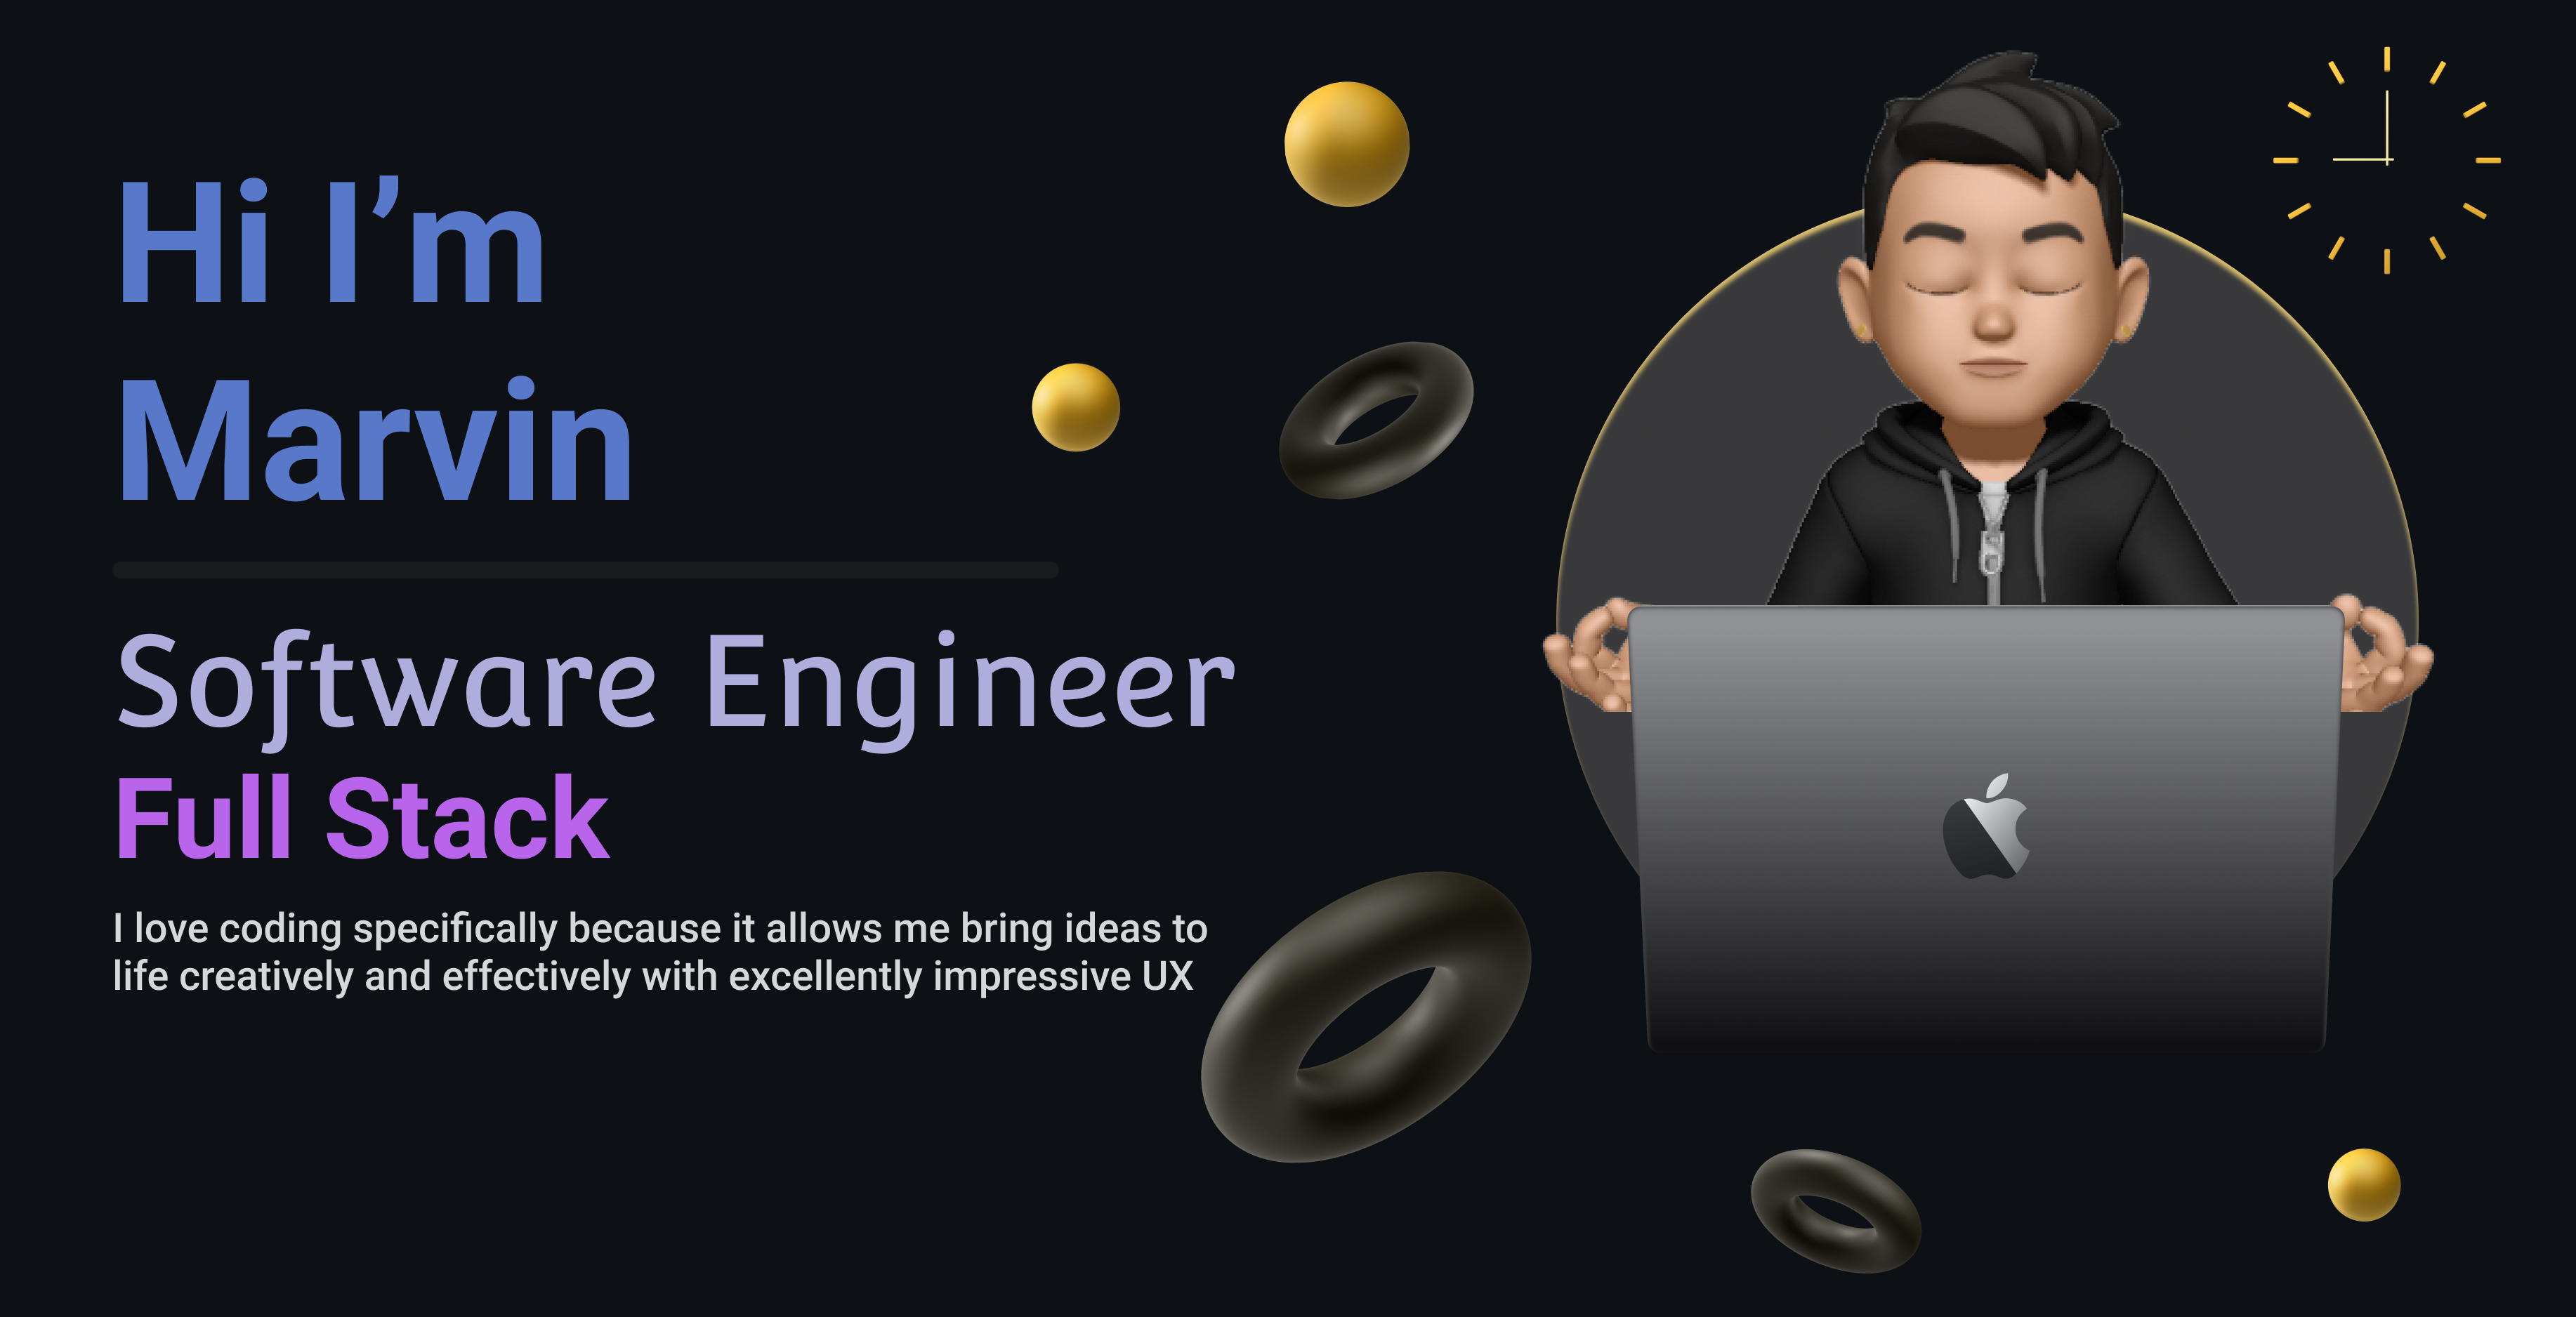 Hi I’m
Marvin
Software Engineer
Full Stack
I love coding specifically because it allows me bring ideas to
life creatively and effectively with excellently impressive UX